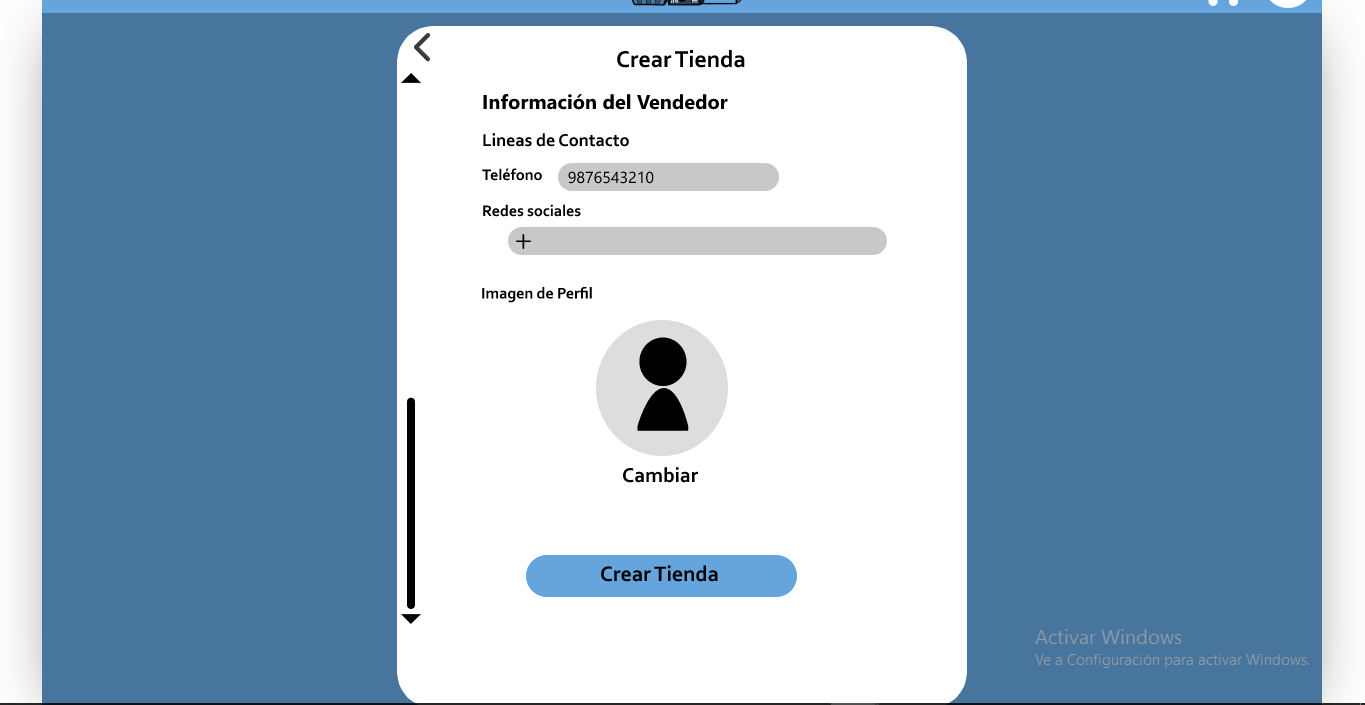 Crear Tienda
Información del Vendedor
Lineas de Contacto
Teléfono 9876543210
Redes sociales
+
Imagen de Perfil
Cambiar
Crear Tienda
Activar Windows
Ve a Configuración para activar Windows.